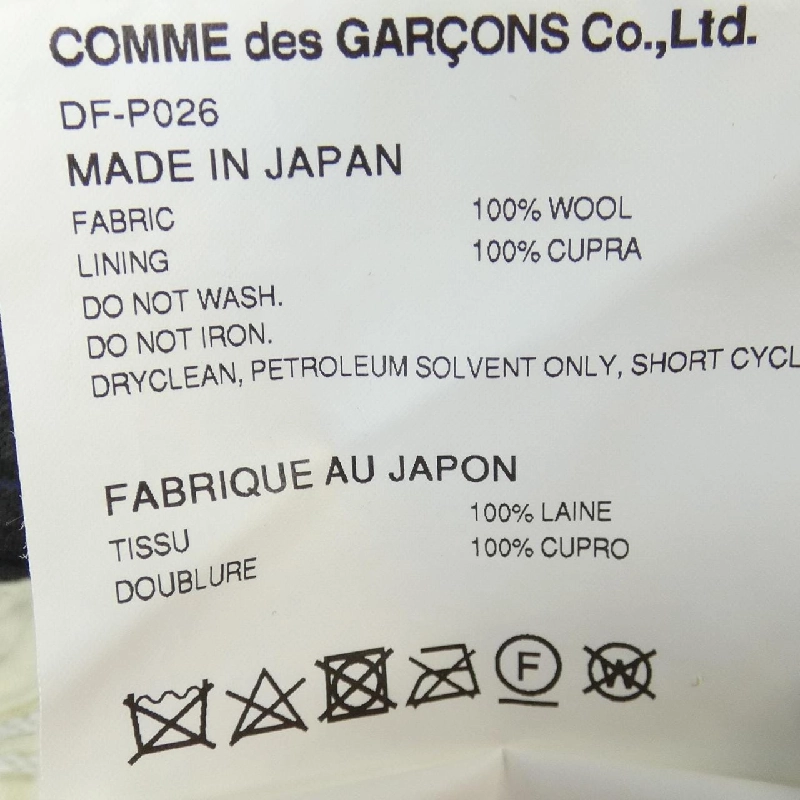 COMME des GARÇONS Co.,Ltd.
DF-P026
MADE IN JAPAN
FABRIC 100% WOOL
LINING 100% CUPRA
DO NOT WASH.
DO NOT IRON.
DRYCLEAN, PETROLEUM SOLVENT ONLY, SHORT CYCL
FABRIQUE AU JAPON
TISSU 100% LAINE
DOUBLURE 100% CUPRO
F W